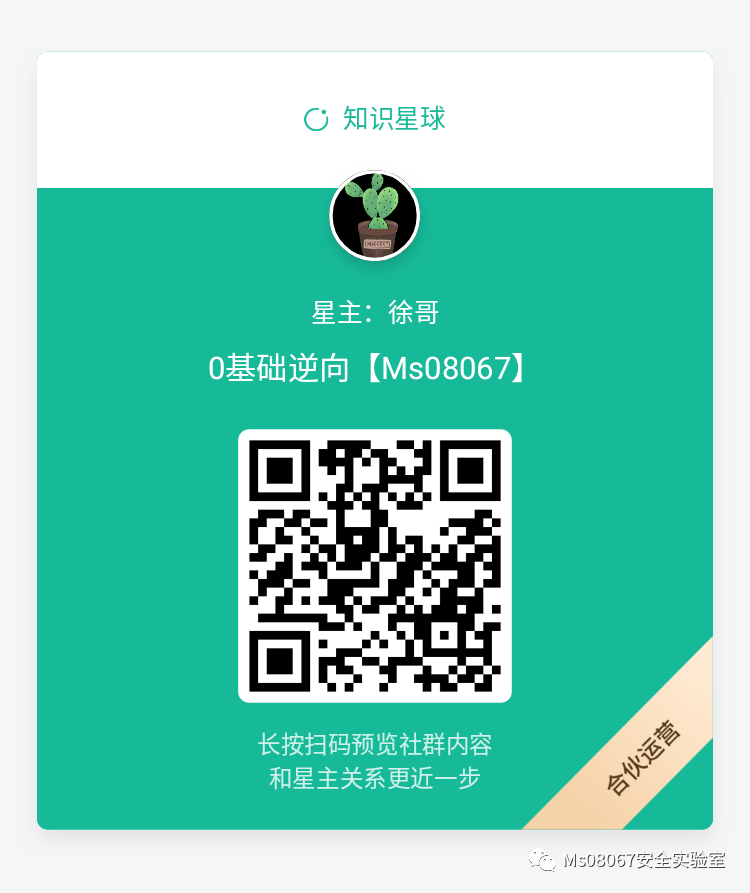 知识星球
星主：徐哥
0基础逆向【Ms08067】
长按扫码预览社群内容
和星主关系更近一步
合伙运营
Ms08067安全实验室